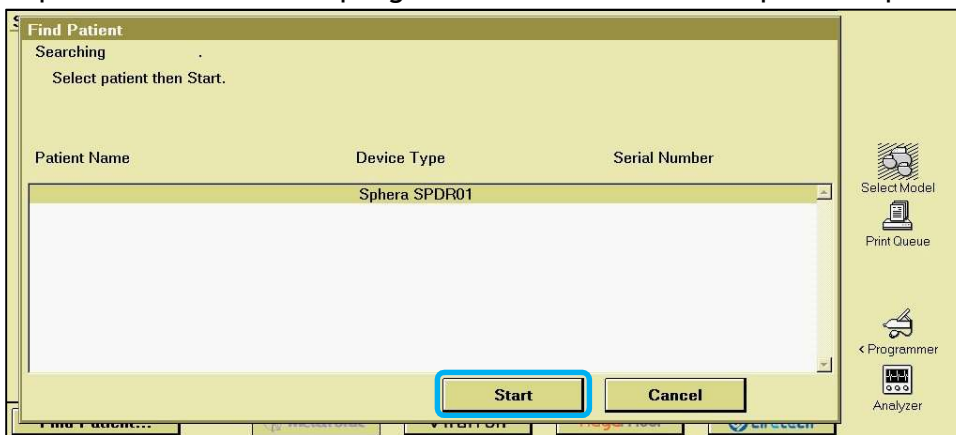 Find Patient
Searching .
Select patient then Start.
Patient Name Device Type Serial Number
Sphera SPDR01
Select Model
Print Queue
< Programmer
Analyzer
Start Cancel